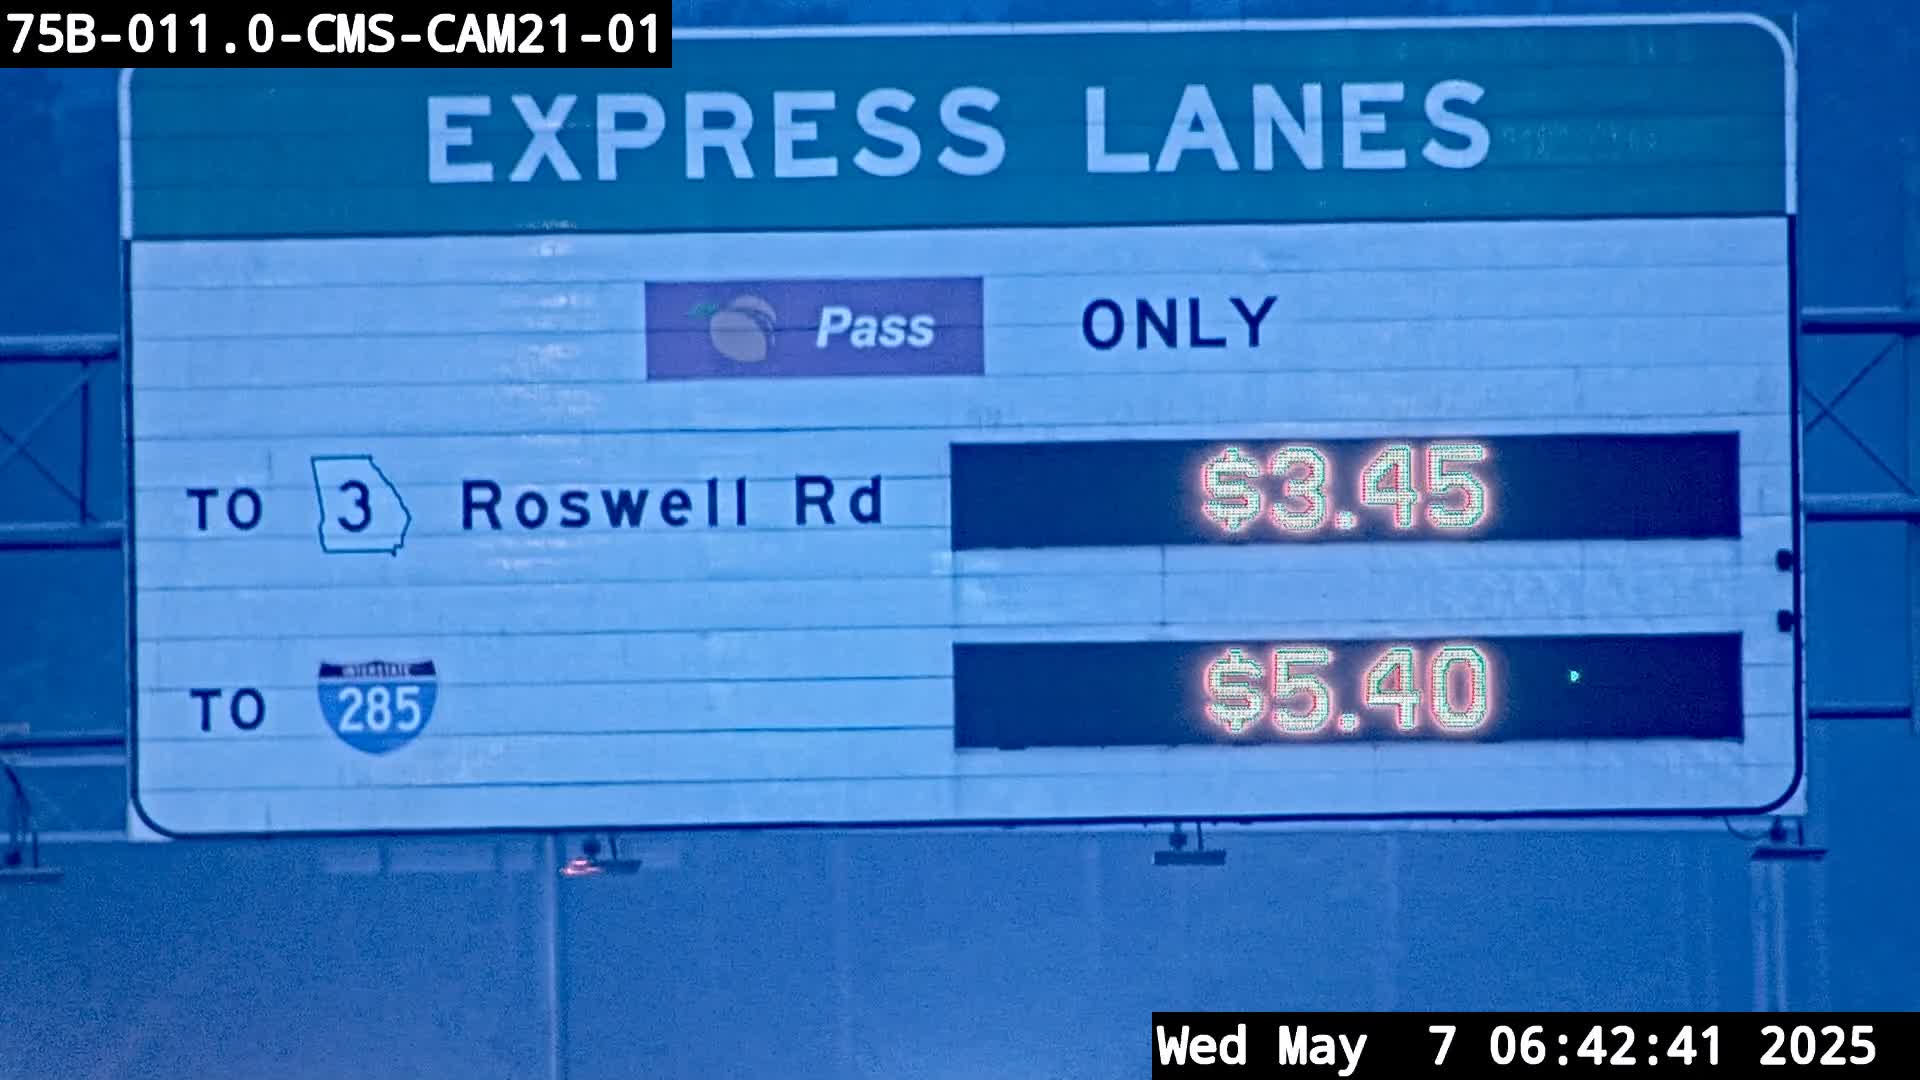 75B-011.0-CMS-CAM21-01
EXPRESS LANES
Pass ONLY
TO 3 Roswell Rd $3.45
INTERSTATE
TO 285 $5.40
Wed May 7 06:42:41 2025